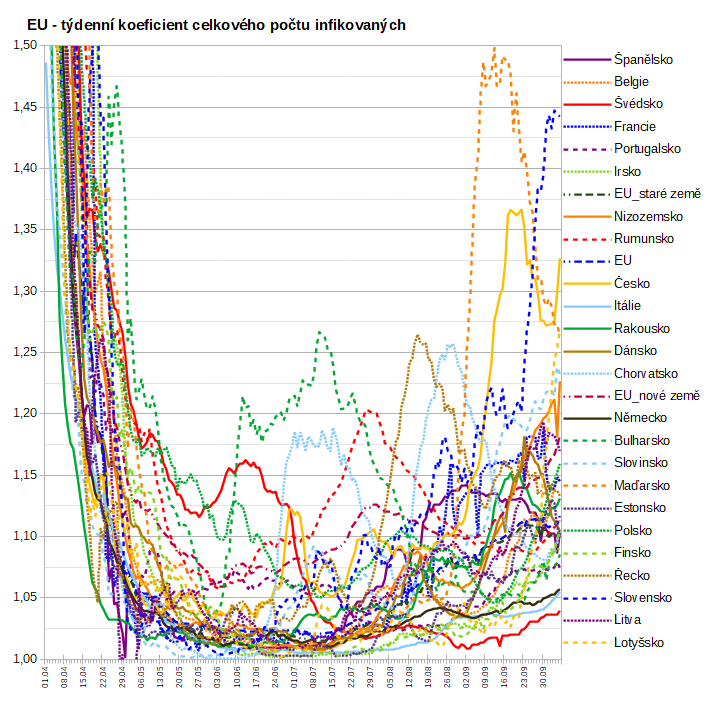 EU - týdenní koeficient celkového počtu infikovaných
1,50
1,45
1,40
1,35
1,30
1,25
1,20
1,15
1,10
1,05
1,00
01.04
08.04
15.04
22.04
29.04
06.05
13.05
20.05
27.05
03.06
10.06
17.06
24.06
01.07
08.07
15.07
22.07
29.07
05.08
12.08
19.08
26.08
02.09
09.09
16.09
23.09
30.09
Španělsko
Belgie
Švédsko
Francie
Portugalsko
Irsko
EU_staré země
Nizozemsko
Rumunsko
EU
Česko
Itálie
Rakousko
Dánsko
Chorvatsko
EU_nové země
Německo
Bulharsko
Slovinsko
Maďarsko
Estonsko
Polsko
Finsko
Řecko
Slovensko
Litva
Lotyšsko